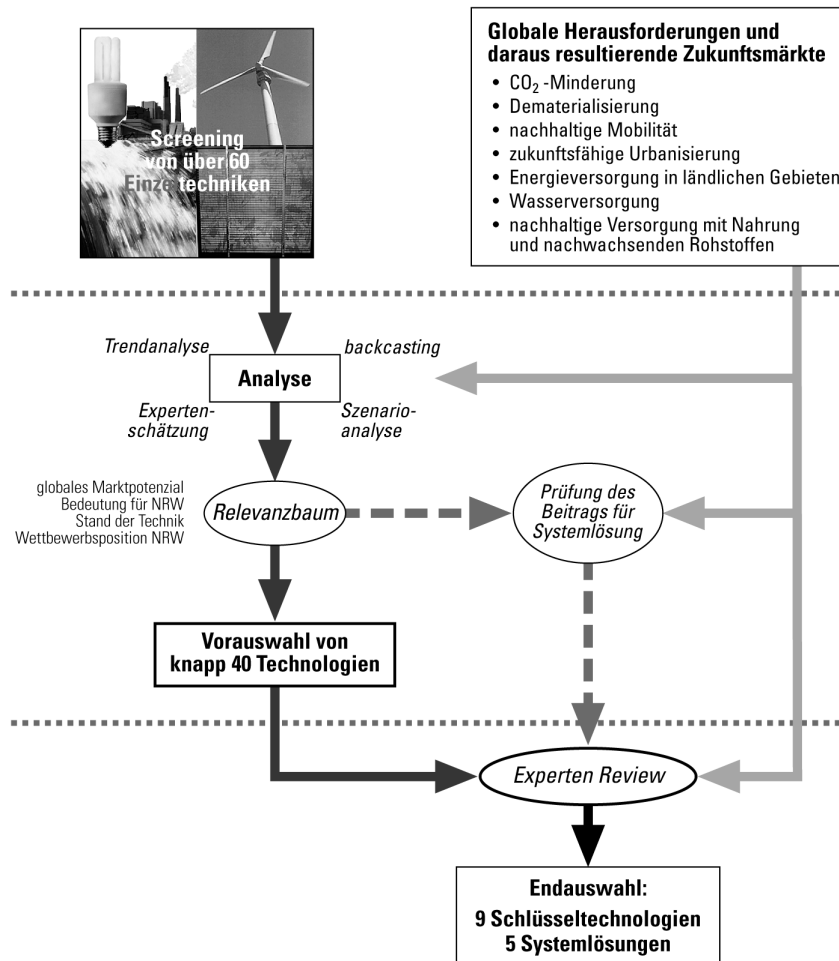 Screening
von über 60
Einzeltechniken
Globale Herausforderungen und
daraus resultierende Zukunftsmärkte
• CO₂ -Minderung
• Dematerialisierung
• nachhaltige Mobilität
• zukunftsfähige Urbanisierung
• Energieversorgung in ländlichen Gebieten
• Wasserversorgung
• nachhaltige Versorgung mit Nahrung
und nachwachsenden Rohstoffen
Trendanalyse
backcasting
Analyse
Experten-
schätzung
Szenario-
analyse
globales Marktpotenzial
Bedeutung für NRW
Stand der Technik
Wettbewerbsposition NRW
Relevanzbaum
Prüfung des
Beitrags für
Systemlösung
Vorauswahl von
knapp 40 Technologien
Experten Review
Endauswahl:
9 Schlüsseltechnologien
5 Systemlösungen